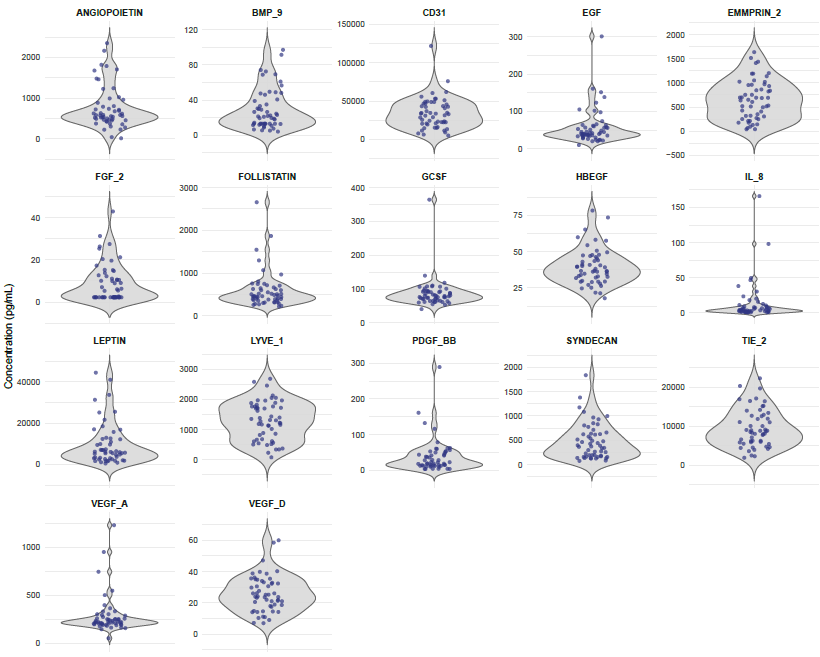 ANGIOPOIETIN BMP_9 CD31 EGF EMMPRIN_2
2000 1000 0
120 80 40 0
150000 100000 50000 0
300 200 100 0
2000 1500 1000 500 0 −500
FGF_2 FOLLISTATIN GCSF HBEGF IL_8
40 20 0
3000 2000 1000 0
400 300 200 100 0
75 50 25
150 100 50 0
Concentration (pg/mL)
LEPTIN LYVE_1 PDGF_BB SYNDECAN TIE_2
40000 20000 0
3000 2000 1000 0
300 200 100 0
2000 1500 1000 500 0
20000 10000 0
VEGF_A VEGF_D
1000 500 0
60 40 20 0